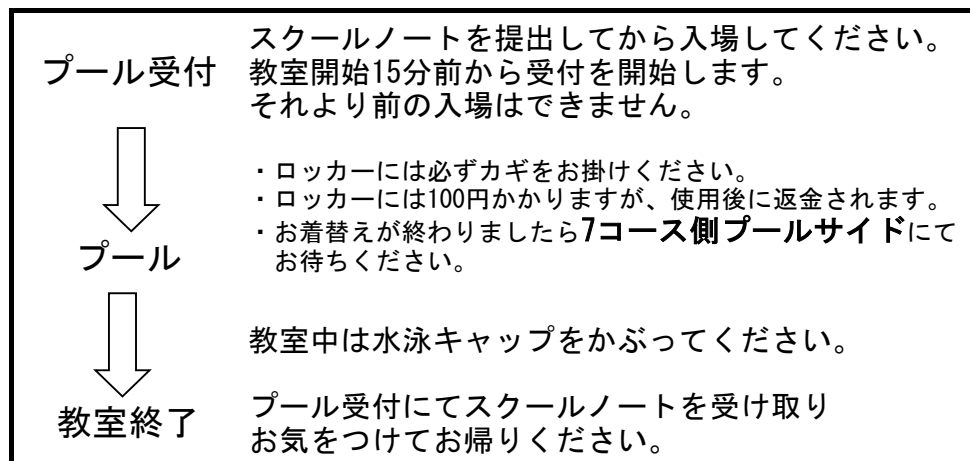 プール受付
スクールノートを提出してから入場してください。
教室開始15分前から受付を開始します。
それより前の入場はできません。
・ロッカーには必ずカギをお掛けください。
・ロッカーには100円かかりますが、使用後に返金されます。
・お着替えが終わりましたら7コース側プールサイドにて
お待ちください。
プール
教室中は水泳キャップをかぶってください。
教室終了
プール受付にてスクールノートを受け取り
お気をつけてお帰りください。